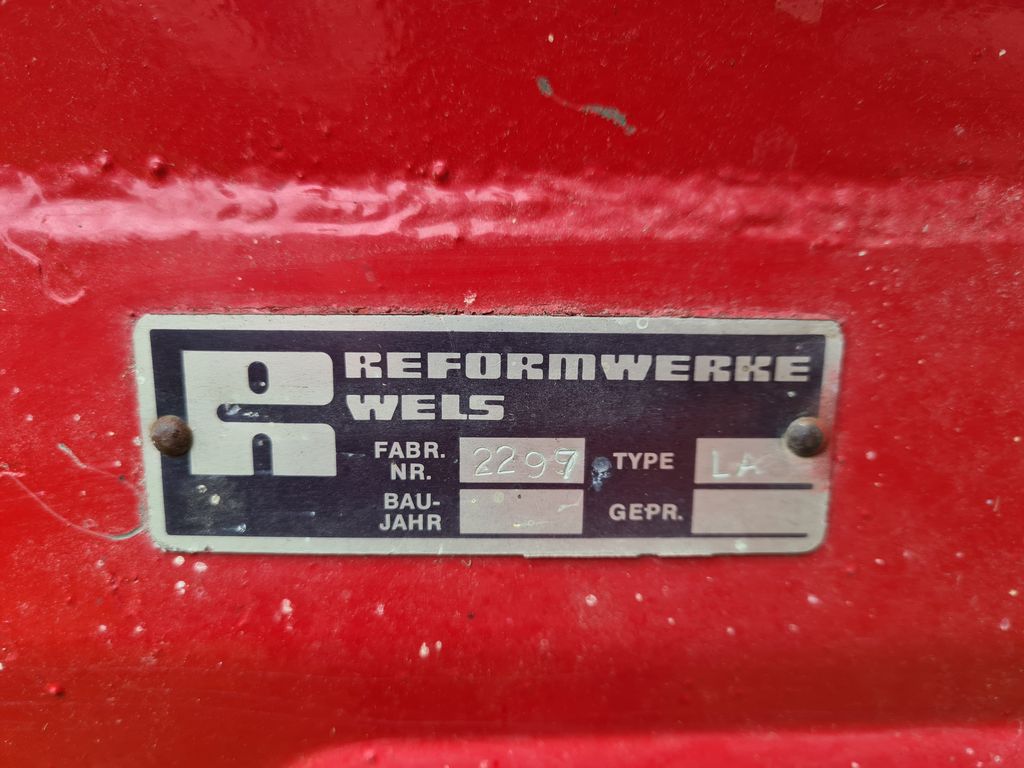 R REFORMWERKE
WELS
FABR. NR. 2297 TYPE LA
BAU-JAHR GEPR.